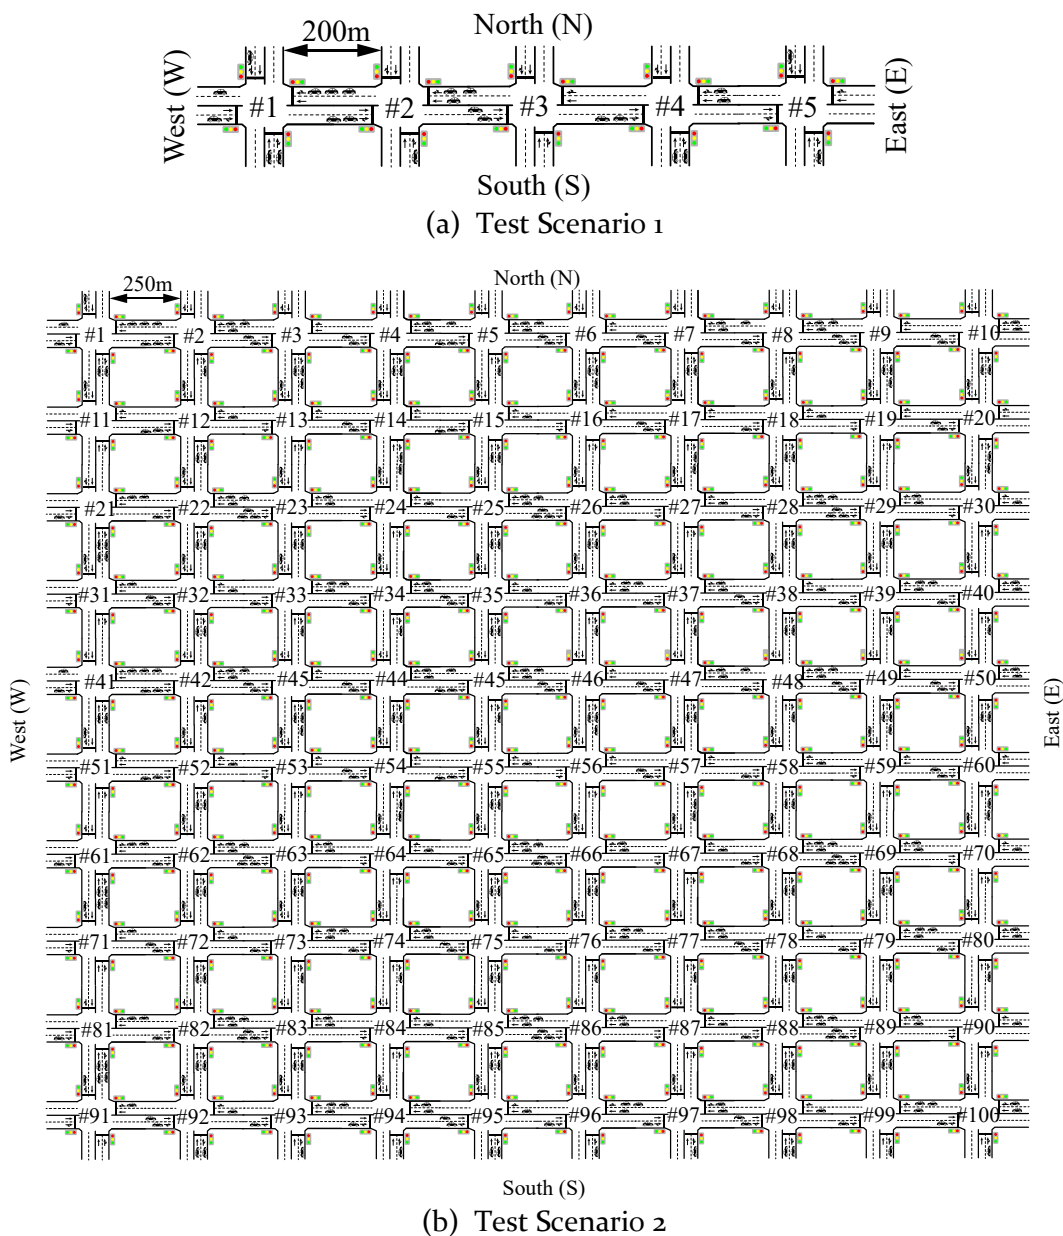 North (N)
200m
West (W)
#1 #2 #3 #4 #5
East (E)
South (S)
(a) Test Scenario 1
North (N)
250m
#1 #2 #3 #4 #5 #6 #7 #8 #9 #10
#11 #12 #13 #14 #15 #16 #17 #18 #19 #20
#21 #22 #23 #24 #25 #26 #27 #28 #29 #30
#31 #32 #33 #34 #35 #36 #37 #38 #39 #40
West (W)
#41 #42 #45 #44 #45 #46 #47 #48 #49 #50
East (E)
#51 #52 #53 #54 #55 #56 #57 #58 #59 #60
#61 #62 #63 #64 #65 #66 #67 #68 #69 #70
#71 #72 #73 #74 #75 #76 #77 #78 #79 #80
#81 #82 #83 #84 #85 #86 #87 #88 #89 #90
#91 #92 #93 #94 #95 #96 #97 #98 #99 #100
South (S)
(b) Test Scenario 2